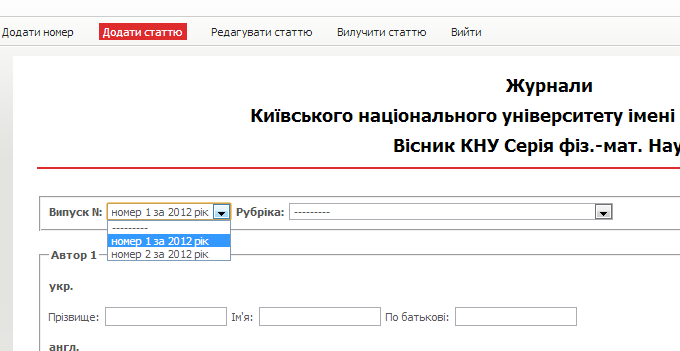 Додати номер Додати статтю Редагувати статтю Вилучити статтю Вийти
Журнали
Київського національного університету імені
Вісник КНУ Серія фіз.-мат. Нау
Випуск N: номер 1 за 2012 рік Рубріка: ---------
---------
номер 1 за 2012 рік
номер 2 за 2012 рік
Автор 1
укр.
Прізвище: Ім'я: По батькові:
англ.